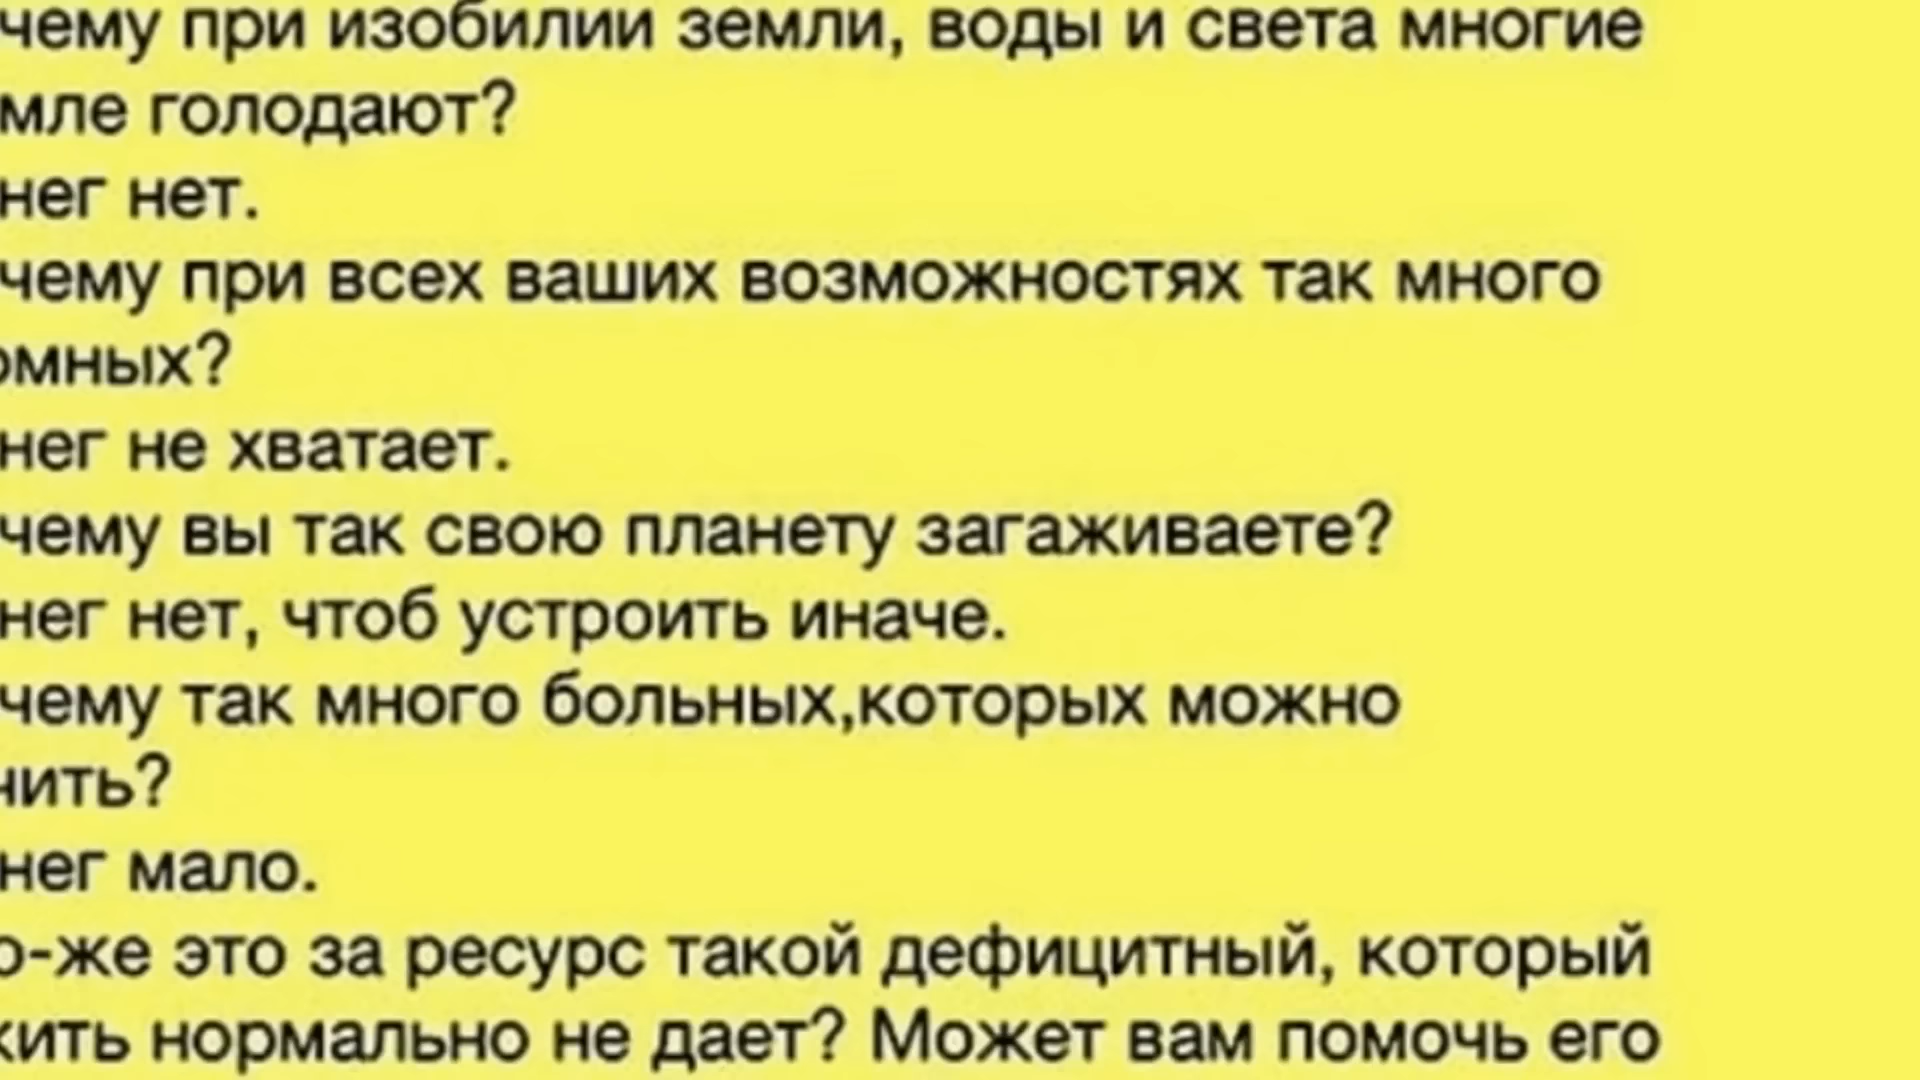 чему при изобилии земли, воды и света многие
мле голодают?
нег нет.
чему при всех ваших возможностях так много
омных?
нег не хватает.
чему вы так свою планету загаживаете?
нег нет, чтоб устроить иначе.
чему так много больных,которых можно
чить?
нег мало.
о-же это за ресурс такой дефицитный, который
жить нормально не дает? Может вам помочь его